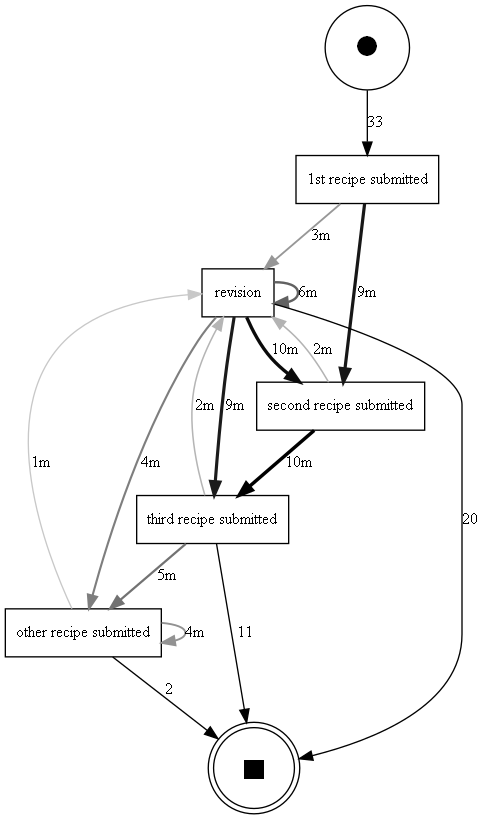 33
1st recipe submitted
3m
revision
6m
9m
10m
2m
second recipe submitted
2m
9m
1m
4m
10m
third recipe submitted
20
5m
other recipe submitted
4m
11
2